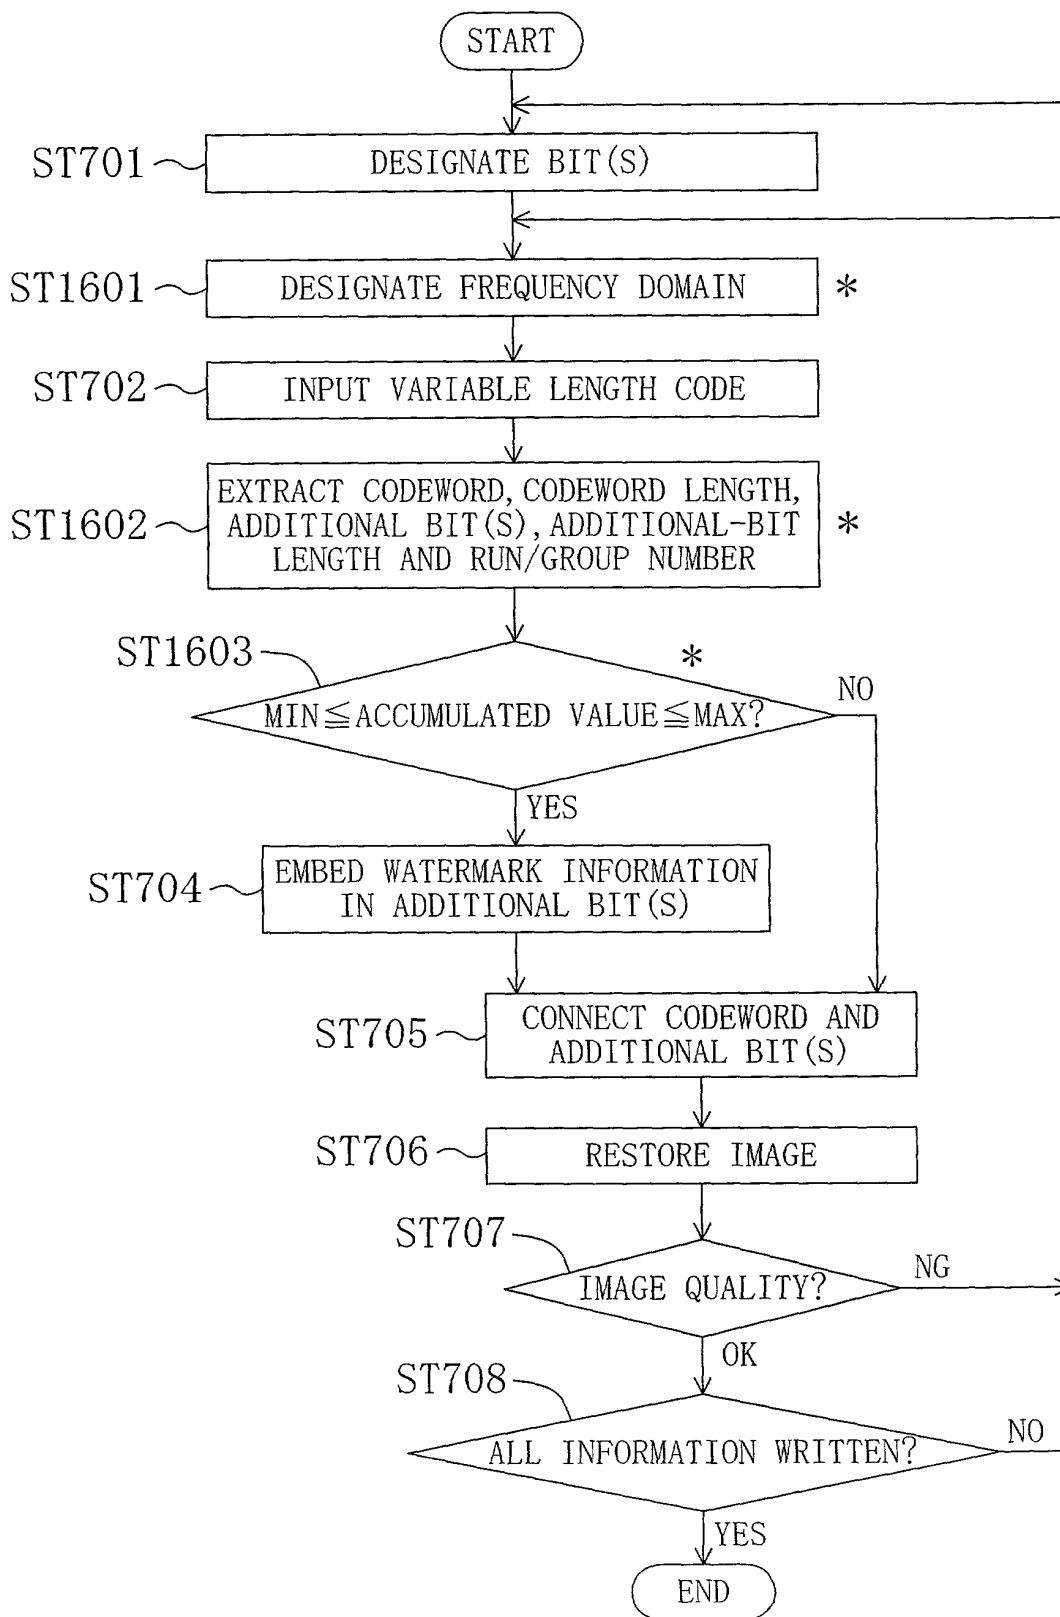 START
ST701
DESIGNATE BIT(S)
ST1601
DESIGNATE FREQUENCY DOMAIN
*
ST702
INPUT VARIABLE LENGTH CODE
ST1602
EXTRACT CODEWORD, CODEWORD LENGTH,
ADDITIONAL BIT(S), ADDITIONAL-BIT
LENGTH AND RUN/GROUP NUMBER
*
ST1603
*
MIN≦ACCUMULATED VALUE≦MAX?
NO
YES
ST704
EMBED WATERMARK INFORMATION
IN ADDITIONAL BIT(S)
ST705
CONNECT CODEWORD AND
ADDITIONAL BIT(S)
ST706
RESTORE IMAGE
ST707
IMAGE QUALITY?
NG
OK
ST708
ALL INFORMATION WRITTEN?
NO
YES
END